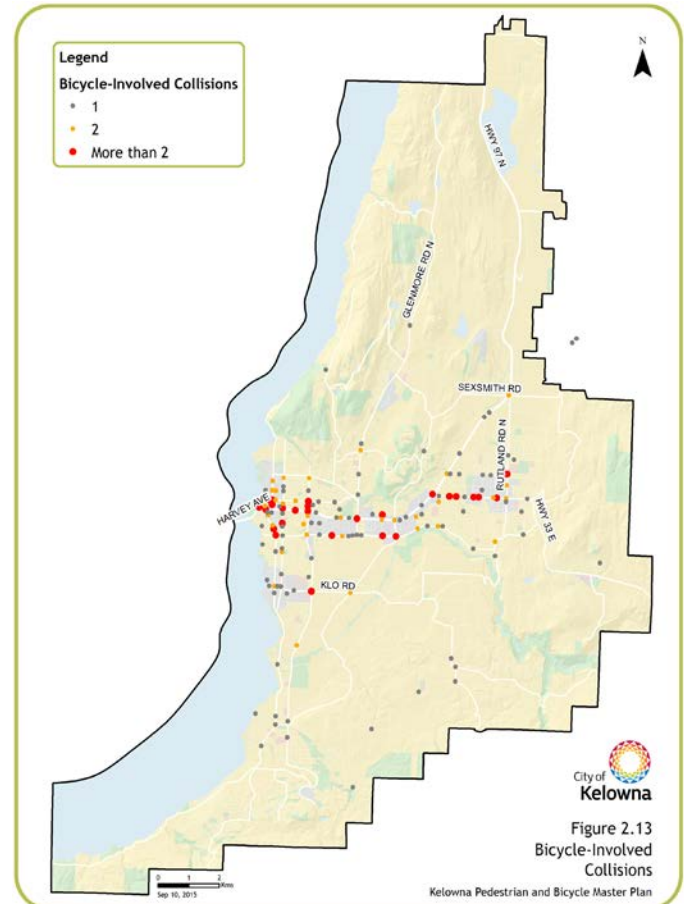 Legend
Bicycle-Involved Collisions
1
2
More than 2
N
HWY 97 N
GLENMORE RD N
SEXSMITH RD
RUTLAND RD N
HARVEY AVE
HWY 33 E
KLO RD
City of
Kelowna
Figure 2.13
Bicycle-Involved
Collisions
0 1 2
Kms
Sep 10, 2015
Kelowna Pedestrian and Bicycle Master Plan